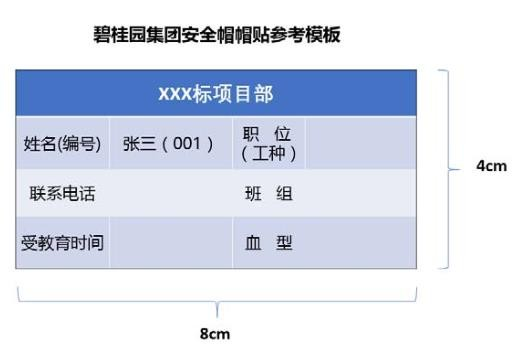 碧桂园集团安全帽帽贴参考模板
XXX标项目部
姓名(编号) 张三（001） 职 位
（工种）
4cm
联系电话 班 组
受教育时间 血 型
8cm